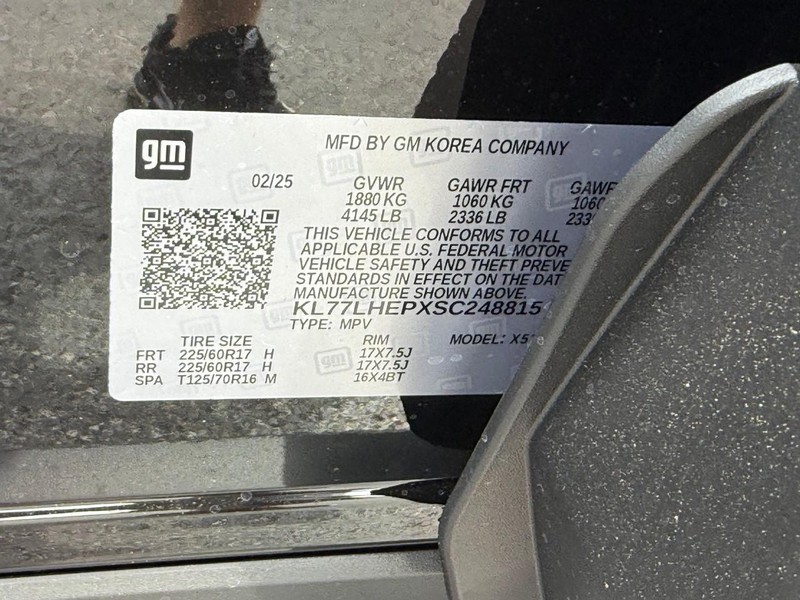 gm
MFD BY GM KOREA COMPANY
02/25 GVWR GAWR FRT
1880 KG 1060 KG 1060
4145 LB 2336 LB
THIS VEHICLE CONFORMS TO ALL
APPLICABLE U.S. FEDERAL MOTOR
VEHICLE SAFETY AND THEFT PREVE
STANDARDS IN EFFECT ON THE DAT
MANUFACTURE SHOWN ABOVE.
KL77LHEPXSC248815
TYPE: MPV
TIRE SIZE RIM MODEL:
FRT 225/60R17 H 17X7.5J
RR 225/60R17 H 17X7.5J
SPA T125/70R16 M 16X4BT